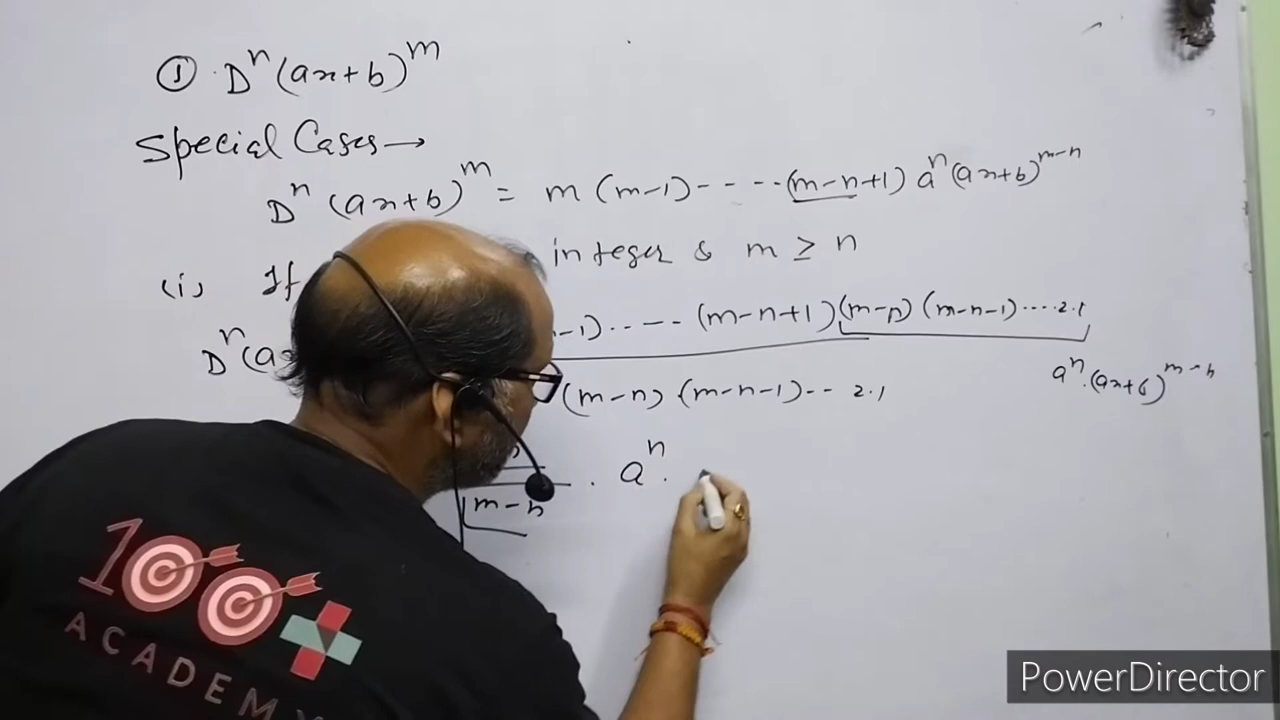 ① D^n (ax+b)^m
Special Cases →
D^n (ax+b)^m = m (m-1) - - - - - (m-n+1) a^n (ax+b)^{m-n}
(i) If integer & m ≥ n
D^n (a -1) . . - - - (m-n+1) (m-n) (m-n-1) .... 2.1
a^n . (ax+b)^{m-n}
(m-n) (m-n-1) - - 2.1
m-n . a^n .
100+
ACADEMY
PowerDirector